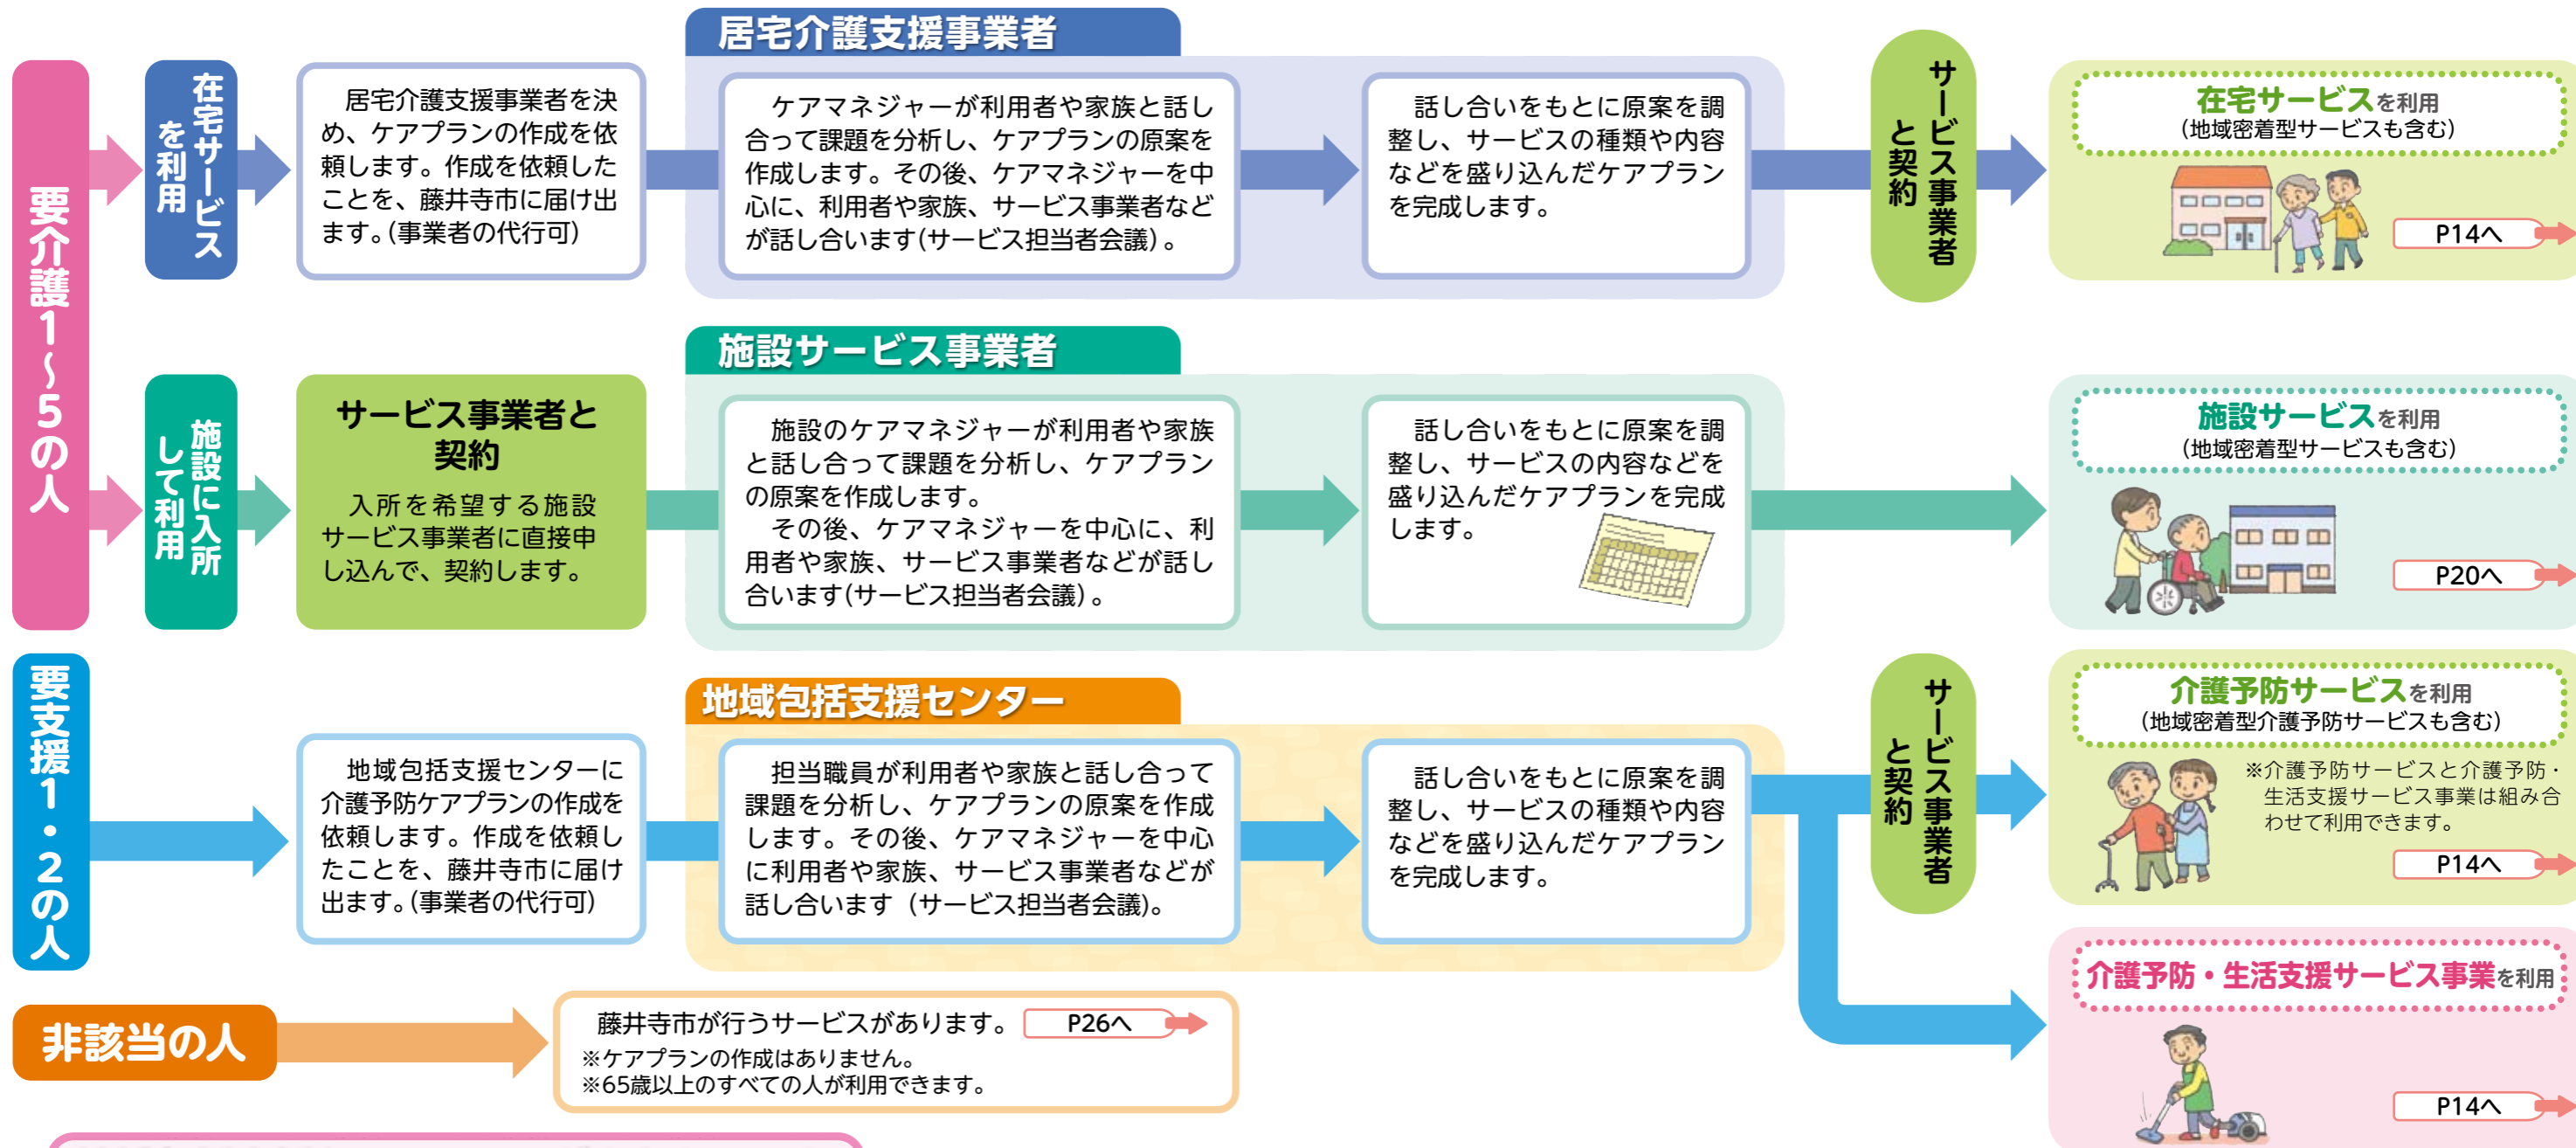 要介護1～5の人
在宅サービス
を利用
居宅介護支援事業者を決
め、ケアプランの作成を依
頼します。作成を依頼した
ことを、藤井寺市に届け出
ます。(事業者の代行可)
居宅介護支援事業者
ケアマネジャーが利用者や家族と話し
合って課題を分析し、ケアプランの原案を
作成します。その後、ケアマネジャーを中
心に、利用者や家族、サービス事業者など
が話し合います(サービス担当者会議)。
話し合いをもとに原案を調
整し、サービスの種類や内容
などを盛り込んだケアプラン
を完成します。
サービス事業者
と契約
在宅サービスを利用
(地域密着型サービスも含む)
P14へ
施設に入所
して利用
サービス事業者と
契約
入所を希望する施設
サービス事業者に直接申
し込んで、契約します。
施設サービス事業者
施設のケアマネジャーが利用者や家族
と話し合って課題を分析し、ケアプラン
の原案を作成します。
その後、ケアマネジャーを中心に、利
用者や家族、サービス事業者などが話し
合います(サービス担当者会議)。
話し合いをもとに原案を調
整し、サービスの内容などを
盛り込んだケアプランを完成
します。
施設サービスを利用
(地域密着型サービスも含む)
P20へ
要支援1・2の人
地域包括支援センターに
介護予防ケアプランの作成を
依頼します。作成を依頼し
たことを、藤井寺市に届け
出ます。(事業者の代行可)
地域包括支援センター
担当職員が利用者や家族と話し合って
課題を分析し、ケアプランの原案を作成
します。その後、ケアマネジャーを中心
に利用者や家族、サービス事業者などが
話し合います（サービス担当者会議)。
話し合いをもとに原案を調
整し、サービスの種類や内容
などを盛り込んだケアプラン
を完成します。
サービス事業者
と契約
介護予防サービスを利用
(地域密着型介護予防サービスも含む)
※介護予防サービスと介護予防・
生活支援サービス事業は組み合
わせて利用できます。
P14へ
介護予防・生活支援サービス事業を利用
P14へ
非該当の人
藤井寺市が行うサービスがあります。 P26へ
※ケアプランの作成はありません。
※65歳以上のすべての人が利用できます。